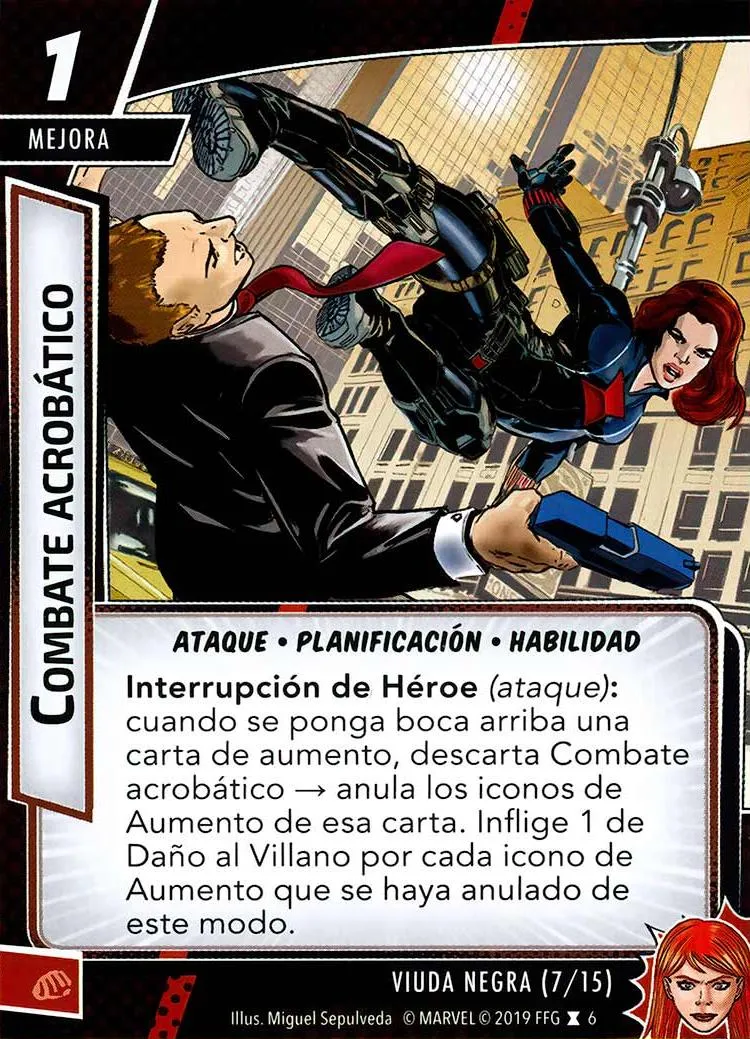 1
MEJORA
COMBATE ACROBÁTICO
ATAQUE • PLANIFICACIÓN • HABILIDAD
Interrupción de Héroe (ataque):
cuando se ponga boca arriba una
carta de aumento, descarta Combate
acrobático → anula los iconos de
Aumento de esa carta. Inflige 1 de
Daño al Villano por cada icono de
Aumento que se haya anulado de
este modo.
VIUDA NEGRA (7/15)
Illus. Miguel Sepulveda © MARVEL © 2019 FFG 6